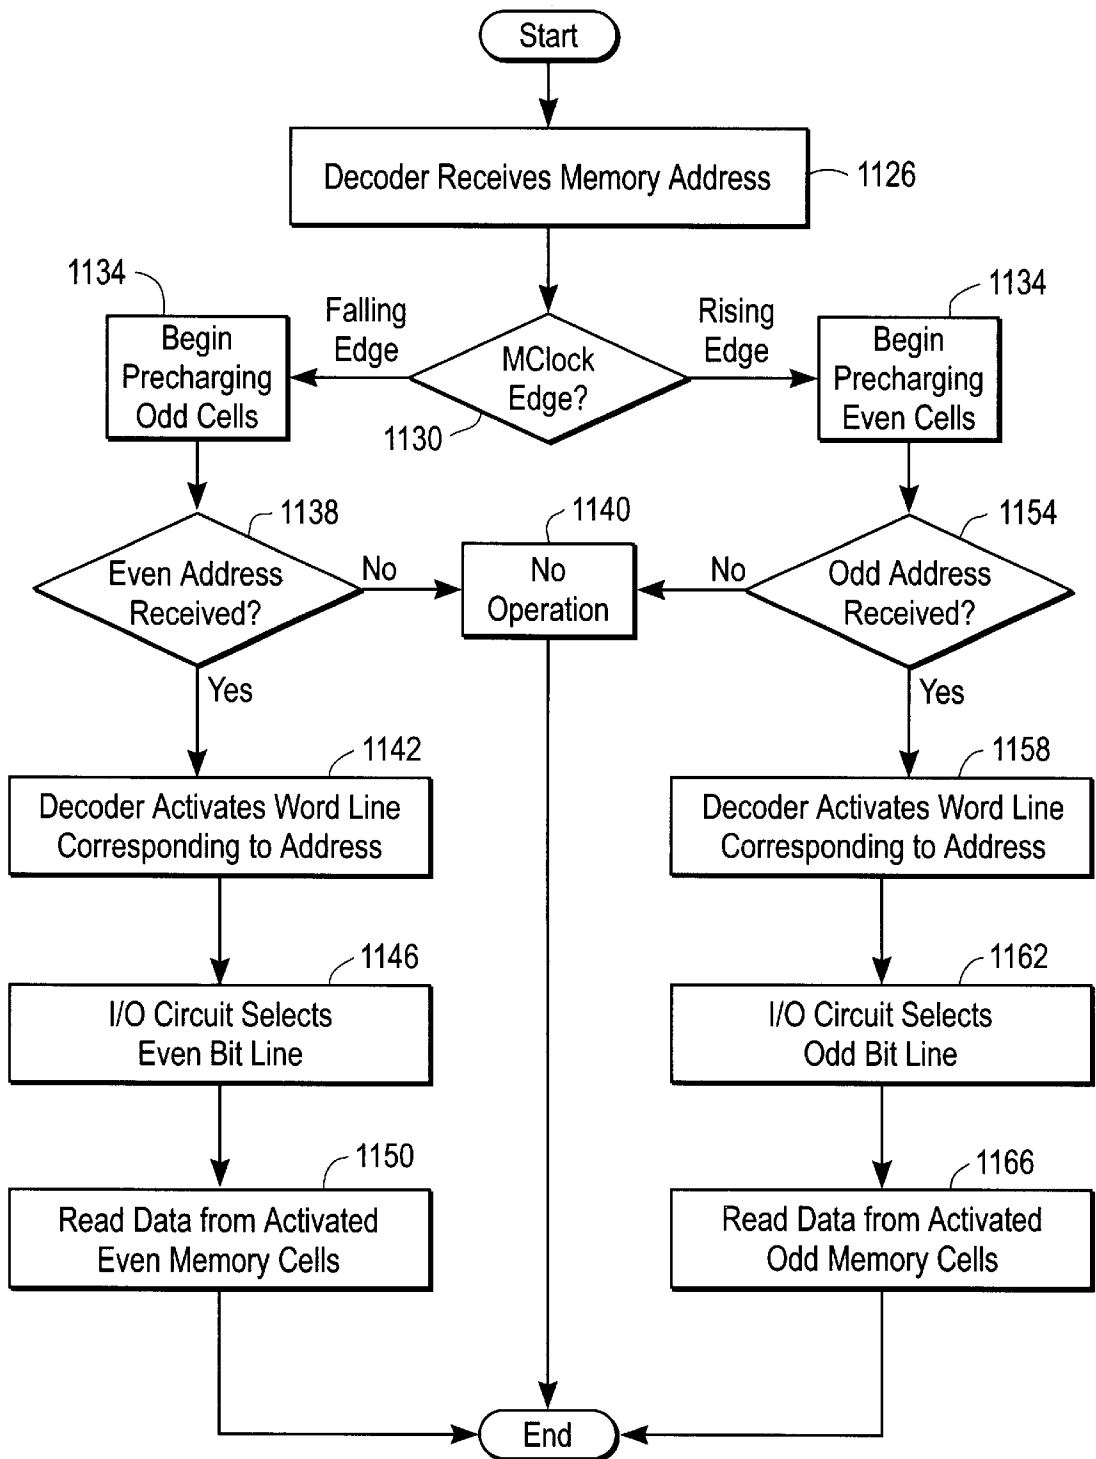 Start
Decoder Receives Memory Address
1126
1134
Falling
Edge
Rising
Edge
1134
Begin
Precharging
Odd Cells
MClock
Edge?
1130
Begin
Precharging
Even Cells
1138
Even Address
Received?
No
1140
No
Operation
No
1154
Odd Address
Received?
Yes
Yes
1142
Decoder Activates Word Line
Corresponding to Address
1158
Decoder Activates Word Line
Corresponding to Address
1146
I/O Circuit Selects
Even Bit Line
1162
I/O Circuit Selects
Odd Bit Line
1150
Read Data from Activated
Even Memory Cells
1166
Read Data from Activated
Odd Memory Cells
End